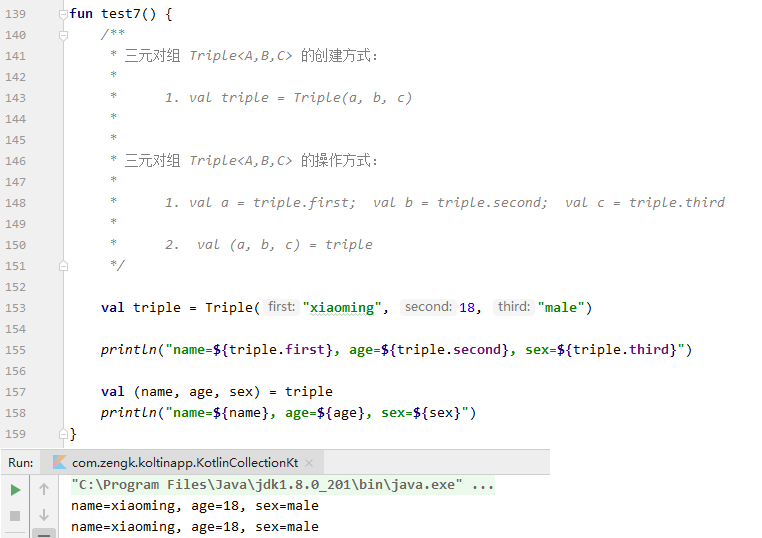 139 fun test7() {
140 /**
141 * 三元对组 Triple<A,B,C> 的创建方式:
142 *
143 * 1. val triple = Triple(a, b, c)
144 *
145 *
146 * 三元对组 Triple<A,B,C> 的操作方式:
147 *
148 * 1. val a = triple.first; val b = triple.second; val c = triple.third
149 *
150 * 2. val (a, b, c) = triple
151 */
152
153 val triple = Triple( first: "xiaoming", second: 18, third: "male")
154
155 println("name=${triple.first}, age=${triple.second}, sex=${triple.third}")
156
157 val (name, age, sex) = triple
158 println("name=${name}, age=${age}, sex=${sex}")
159 }
Run: com.zengk.koltinapp.KotlinCollectionKt ×
"C:\Program Files\Java\jdk1.8.0_201\bin\java.exe" ...
name=xiaoming, age=18, sex=male
name=xiaoming, age=18, sex=male